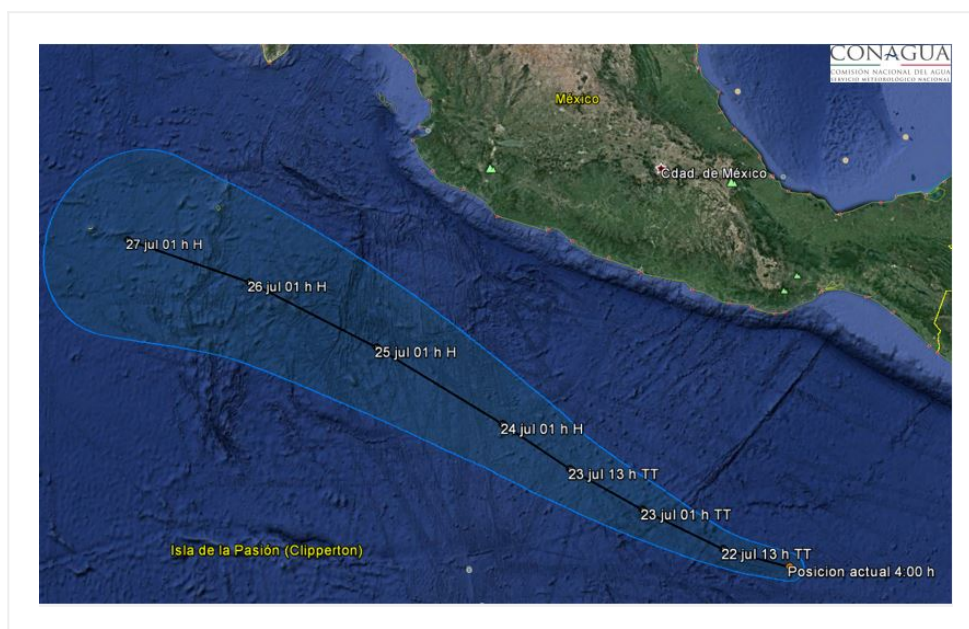 CONAGUA
COMISIÓN NACIONAL DEL AGUA
SERVICIO METEOROLÓGICO NACIONAL
México
Cdad. de México
27 jul 01 h H
26 jul 01 h H
25 jul 01 h H
24 jul 01 h H
23 jul 13 h TT
23 jul 01 h TT
Isla de la Pasión (Clipperton)
22 jul 13 h TT
Posicion actual 4:00 h